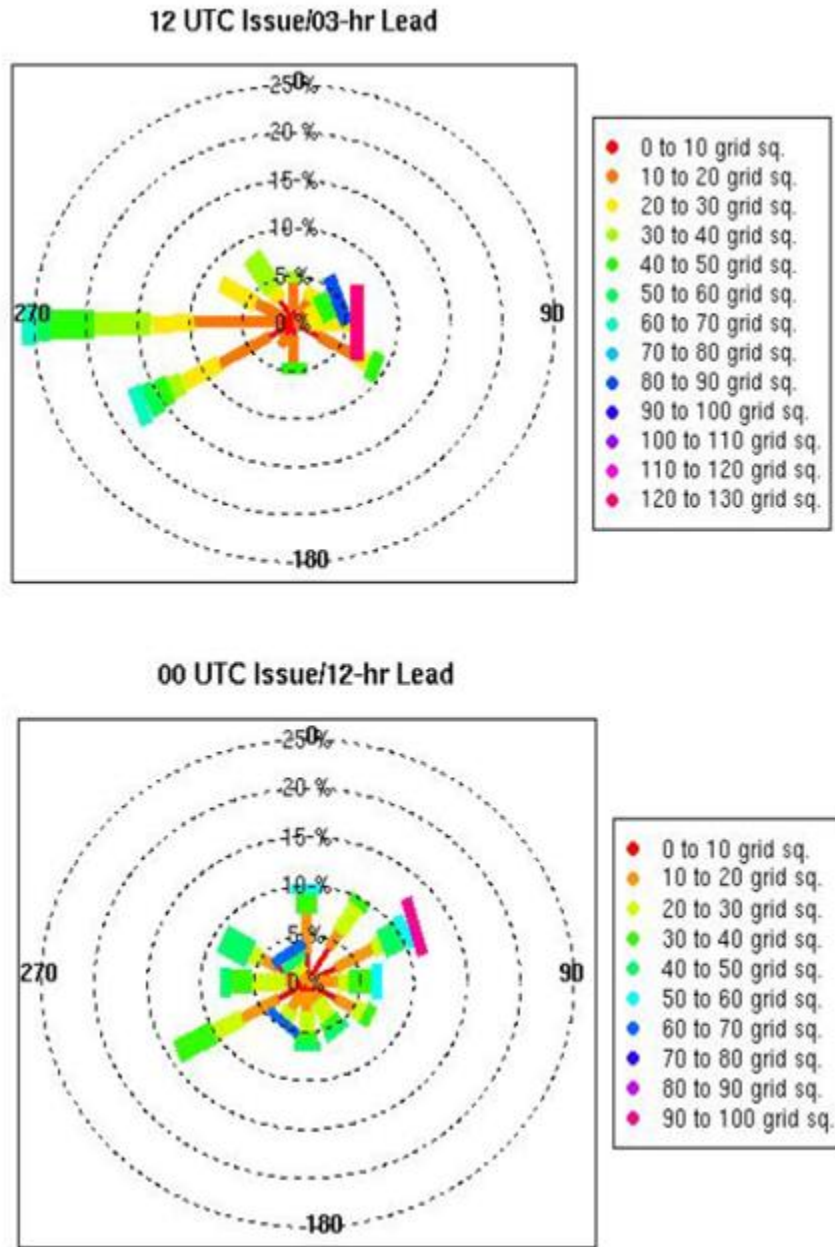 12 UTC Issue/03-hr Lead
0
25 %
20 %
15 %
10 %
5 %
0 %
270
90
180
0 to 10 grid sq.
10 to 20 grid sq.
20 to 30 grid sq.
30 to 40 grid sq.
40 to 50 grid sq.
50 to 60 grid sq.
60 to 70 grid sq.
70 to 80 grid sq.
80 to 90 grid sq.
90 to 100 grid sq.
100 to 110 grid sq.
110 to 120 grid sq.
120 to 130 grid sq.
00 UTC Issue/12-hr Lead
0
25 %
20 %
15 %
10 %
5 %
0 %
270
90
180
0 to 10 grid sq.
10 to 20 grid sq.
20 to 30 grid sq.
30 to 40 grid sq.
40 to 50 grid sq.
50 to 60 grid sq.
60 to 70 grid sq.
70 to 80 grid sq.
80 to 90 grid sq.
90 to 100 grid sq.